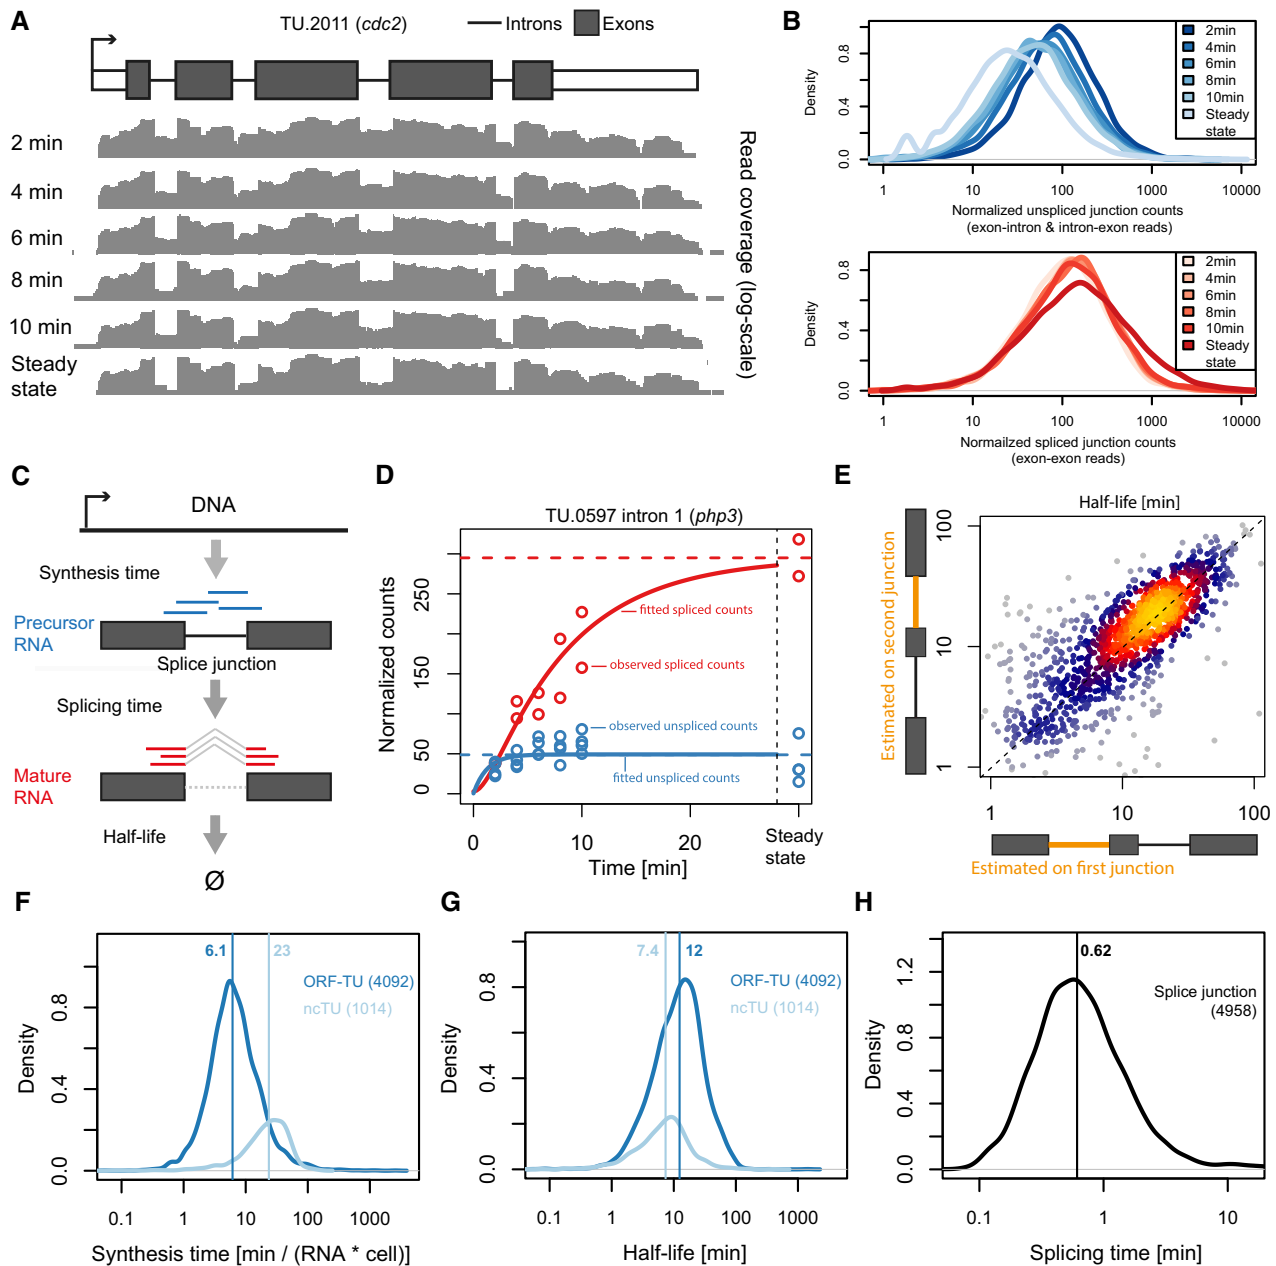 A
TU.2011 (cdc2)
Introns
Exons
2 min
4 min
6 min
8 min
10 min
Steady
state
Read coverage (log-scale)
B
Density
0.0
0.4
0.8
2min
4min
6min
8min
10min
Steady
state
1
10
100
1000
10000
Normalized unspliced junction counts
(exon-intron & intron-exon reads)
Density
0.0
0.4
0.8
2min
4min
6min
8min
10min
Steady
state
1
10
100
1000
10000
Normailzed spliced junction counts
(exon-exon reads)
C
DNA
Synthesis time
Precursor
RNA
Splice junction
Splicing time
Mature
RNA
Half-life
Ø
D
TU.0597 intron 1 (php3)
Normalized counts
0
50
150
250
fitted spliced counts
observed spliced counts
observed unspliced counts
fitted unspliced counts
0
10
20
Steady
state
Time [min]
E
Half-life [min]
Estimated on second junction
1
10
100
1
10
100
Estimated on first junction
F
6.1
23
ORF-TU (4092)
ncTU (1014)
Density
0.0
0.4
0.8
0.1
1
10
100
1000
Synthesis time [min / (RNA * cell)]
G
7.4
12
ORF-TU (4092)
ncTU (1014)
Density
0.0
0.4
0.8
0.1
1
10
100
1000
Half-life [min]
H
0.62
Splice junction
(4958)
Density
0.0
0.4
0.8
1.2
0.1
1
10
Splicing time [min]